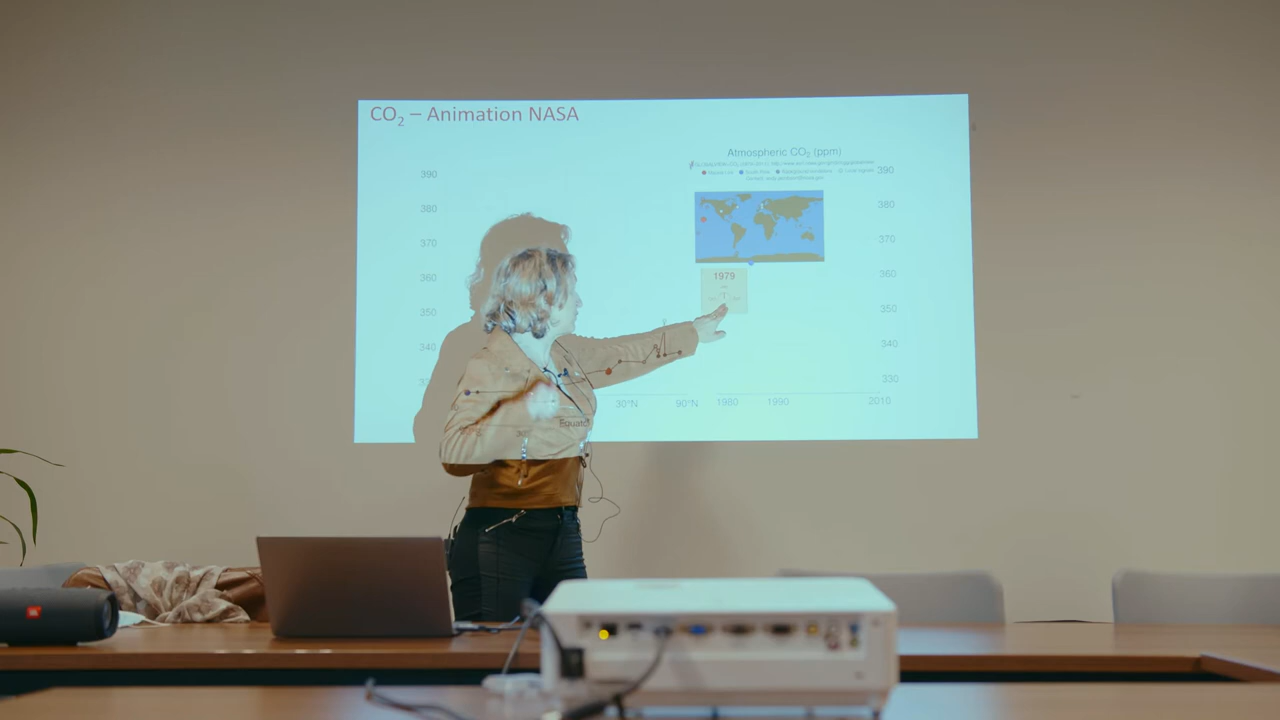 CO₂ – Animation NASA
Atmospheric CO₂ (ppm)
390
380
370
360
350
340
390
380
370
360
350
340
330
1979
30°N
90°N
1980
1990
2010
Equator
JBL